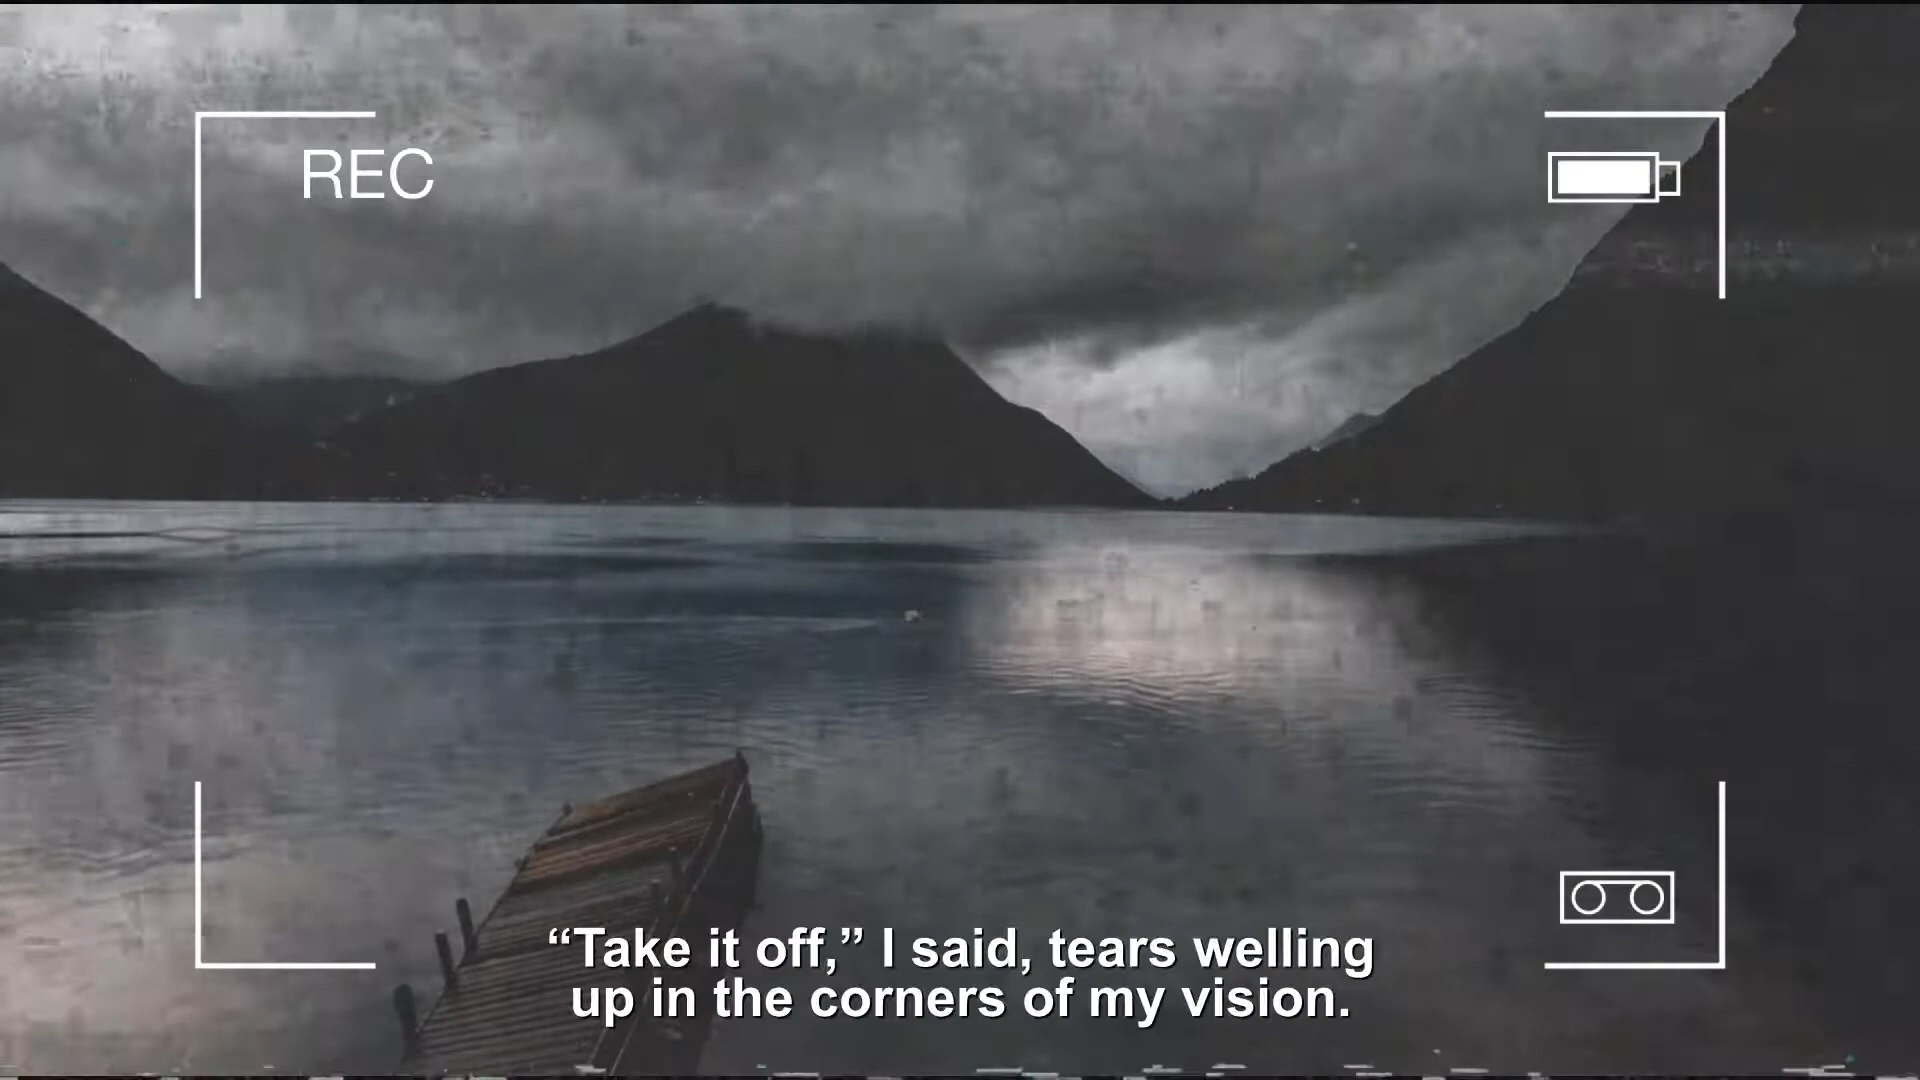 REC
“Take it off,” I said, tears welling
up in the corners of my vision.